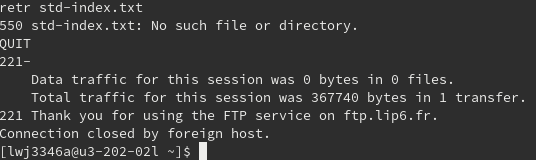 retr std-index.txt
550 std-index.txt: No such file or directory.
QUIT
221-
    Data traffic for this session was 0 bytes in 0 files.
    Total traffic for this session was 367740 bytes in 1 transfer.
221 Thank you for using the FTP service on ftp.lip6.fr.
Connection closed by foreign host.
[lwj3346a@u3-202-02l ~]$